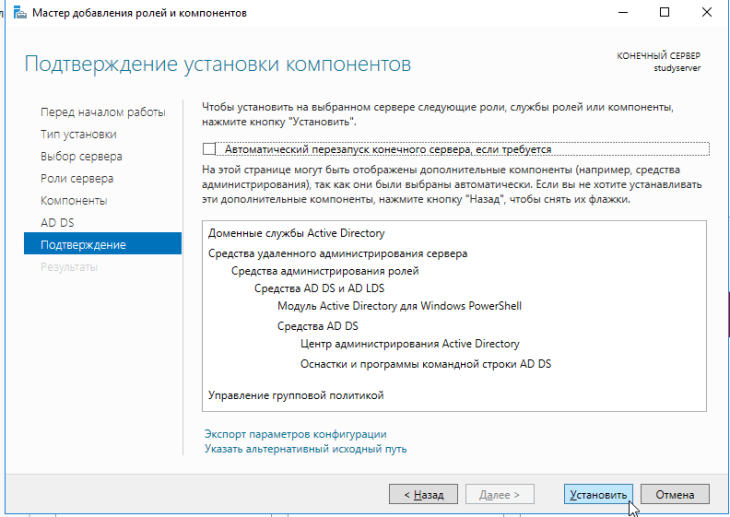 Мастер добавления ролей и компонентов
Подтверждение установки компонентов
КОНЕЧНЫЙ СЕРВЕР
studyserver
Перед началом работы
Тип установки
Выбор сервера
Роли сервера
Компоненты
AD DS
Подтверждение
Результаты
Чтобы установить на выбранном сервере следующие роли, службы ролей или компоненты,
нажмите кнопку "Установить".
Автоматический перезапуск конечного сервера, если требуется
На этой странице могут быть отображены дополнительные компоненты (например, средства
администрирования), так как они были выбраны автоматически. Если вы не хотите устанавливать
эти дополнительные компоненты, нажмите кнопку "Назад", чтобы снять их флажки.
Доменные службы Active Directory
Средства удаленного администрирования сервера
Средства администрирования ролей
Средства AD DS и AD LDS
Модуль Active Directory для Windows PowerShell
Средства AD DS
Центр администрирования Active Directory
Оснастки и программы командной строки AD DS
Управление групповой политикой
Экспорт параметров конфигурации
Указать альтернативный исходный путь
< Назад
Далее >
Установить
Отмена